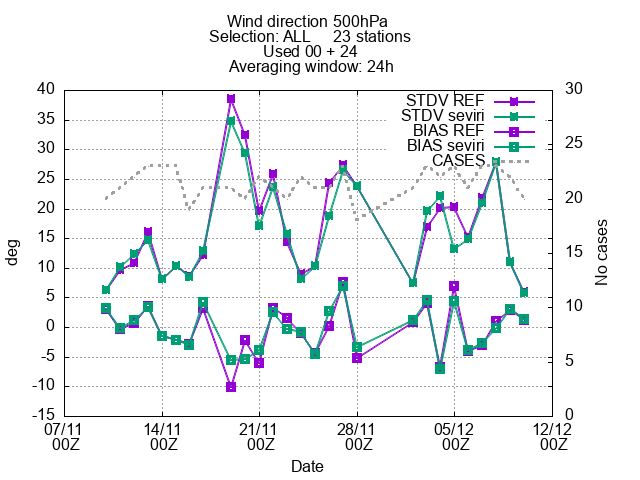 Wind direction 500hPa
Selection: ALL 23 stations
Used 00 + 24
Averaging window: 24h
STDV REF
STDV seviri
BIAS REF
BIAS seviri
CASES
40
35
30
25
20
15
10
5
0
-5
-10
-15
deg
30
25
20
15
10
5
0
No cases
07/11 14/11 21/11 28/11 05/12 12/12
00Z 00Z 00Z 00Z 00Z 00Z
Date